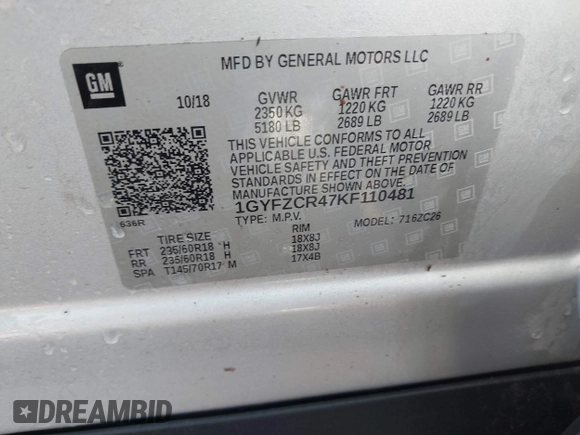 GM
MFD BY GENERAL MOTORS LLC
10/18 GVWR GAWR FRT GAWR RR
2350 KG 1220 KG 1220 KG
5180 LB 2689 LB 2689 LB
THIS VEHICLE CONFORMS TO ALL
APPLICABLE U.S. FEDERAL MOTOR
VEHICLE SAFETY AND THEFT PREVENTION
STANDARDS IN EFFECT ON THE DATE OF
MANUFACTURE SHOWN ABOVE.
1GYFZCR47KF110481
636R TYPE: M.P.V. MODEL: 716ZC26
TIRE SIZE RIM
FRT 235/60R18 H 18X8J
RR 235/60R18 H 18X8J
SPA T145/70R17 M 17X4B
DREAMBID